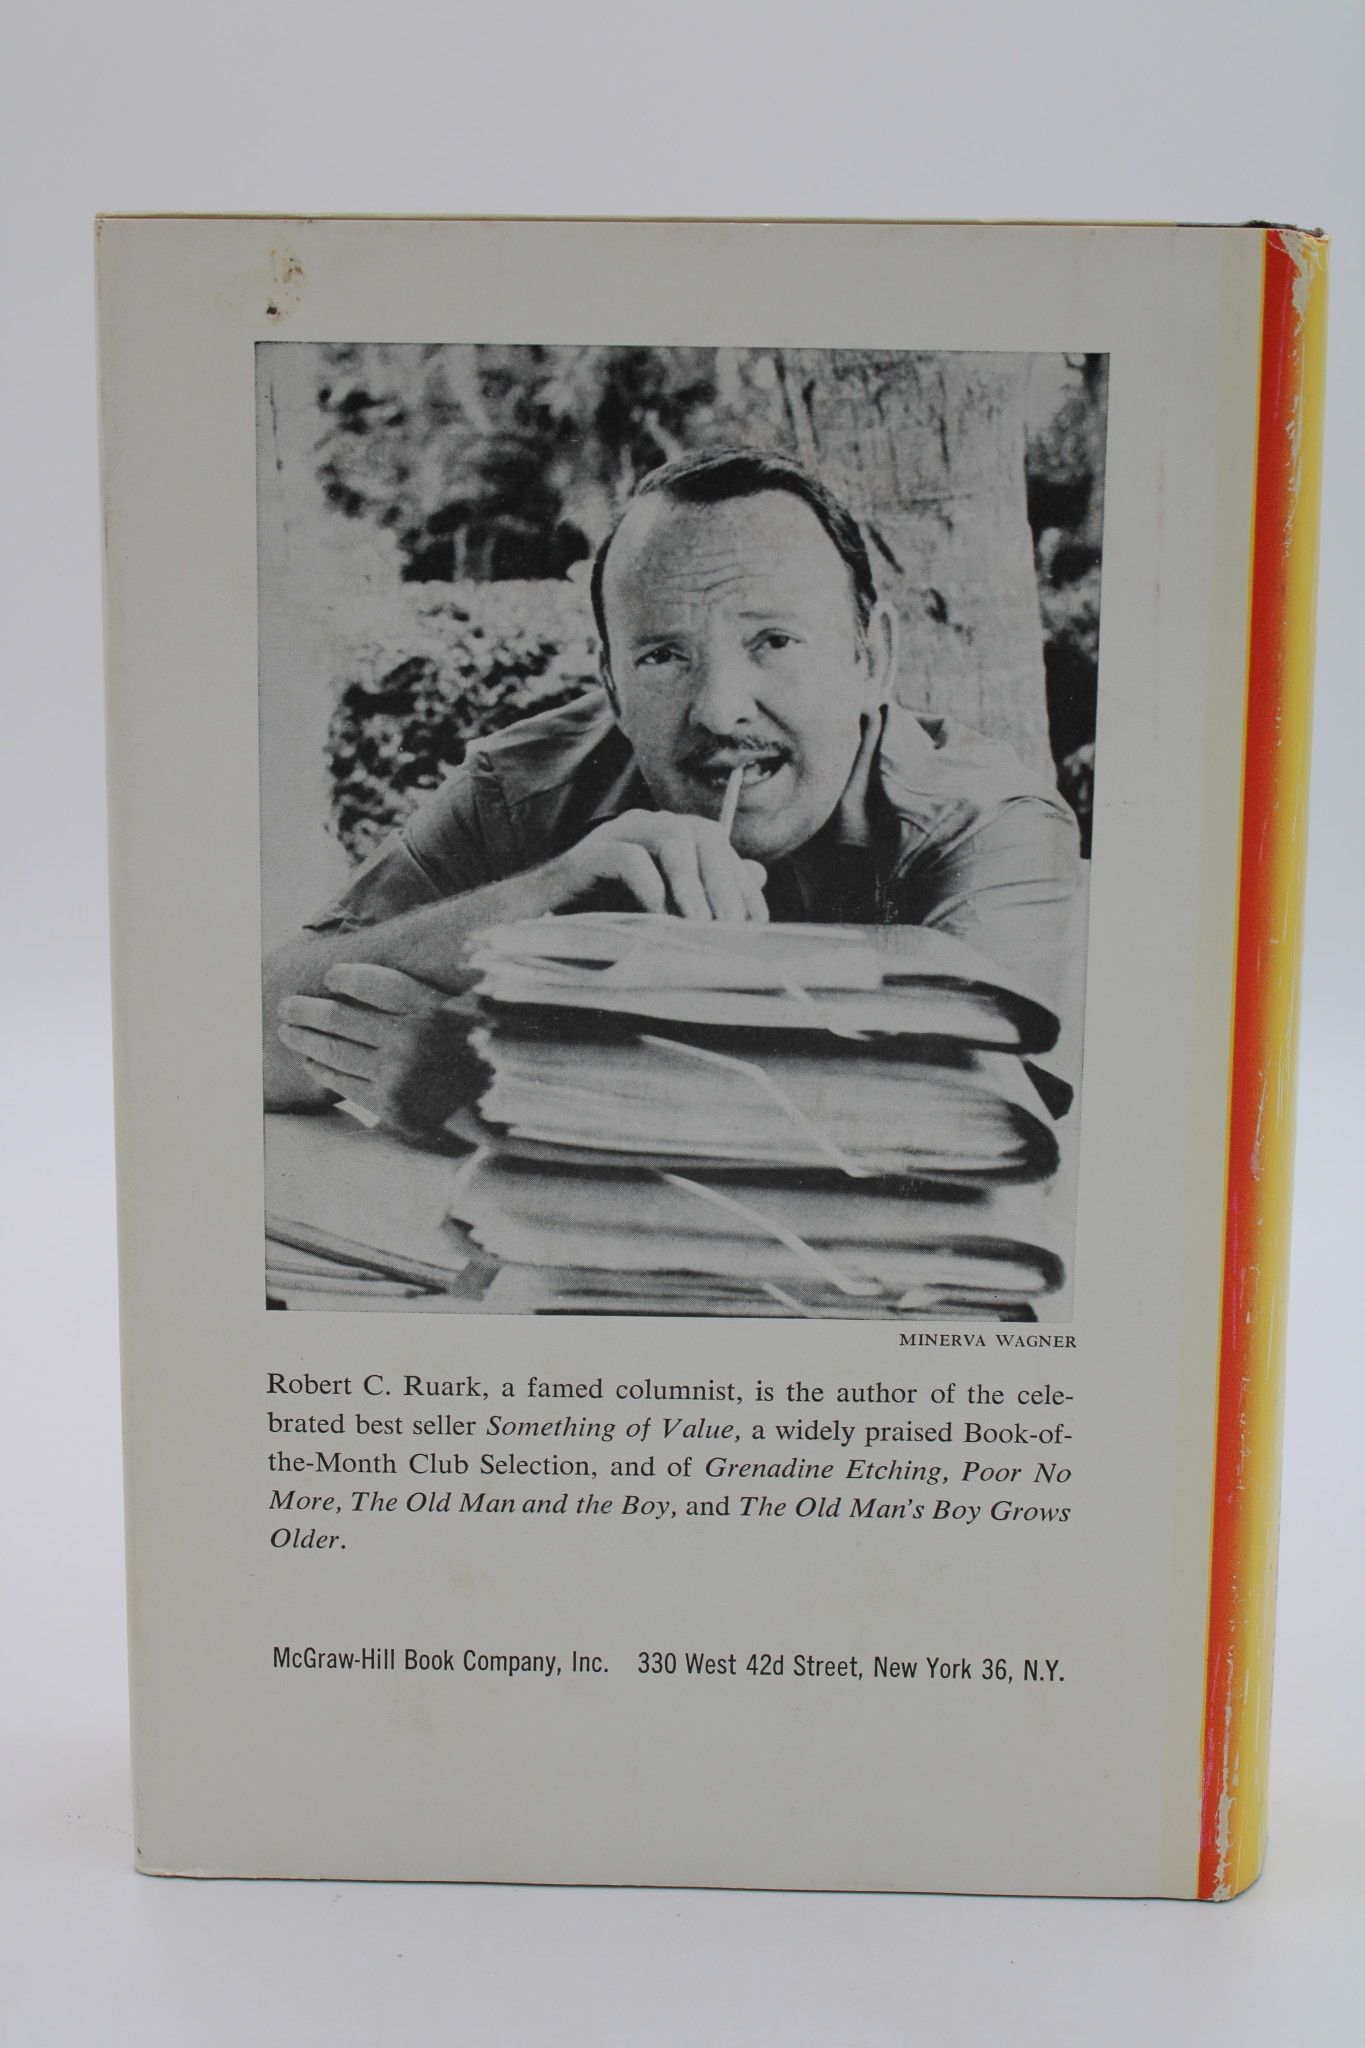 MINERVA WAGNER
Robert C. Ruark, a famed columnist, is the author of the cele-
brated best seller Something of Value, a widely praised Book-of-
the-Month Club Selection, and of Grenadine Etching, Poor No
More, The Old Man and the Boy, and The Old Man's Boy Grows
Older.
McGraw-Hill Book Company, Inc. 330 West 42d Street, New York 36, N.Y.